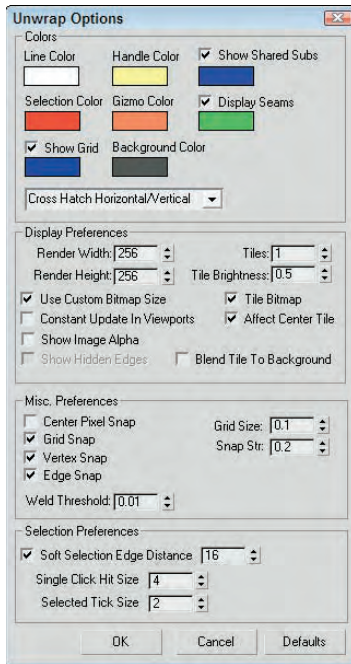 Unwrap Options
Colors
Line Color Handle Color Show Shared Subs
Selection Color Gizmo Color Display Seams
Show Grid Background Color
Cross Hatch Horizontal/Vertical
Display Preferences
Render Width: 256 Tiles: 1
Render Height: 256 Tile Brightness: 0.5
Use Custom Bitmap Size Tile Bitmap
Constant Update In Viewports Affect Center Tile
Show Image Alpha
Show Hidden Edges Blend Tile To Background
Misc. Preferences
Center Pixel Snap Grid Size: 0.1
Grid Snap Snap Str: 0.2
Vertex Snap
Edge Snap
Weld Threshold: 0.01
Selection Preferences
Soft Selection Edge Distance 16
Single Click Hit Size 4
Selected Tick Size 2
OK Cancel Defaults